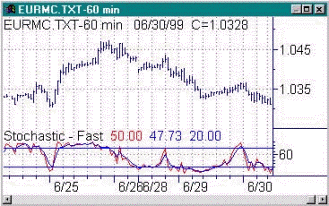 EURMC.TXT-60 min
EURMC.TXT-60 min 06/30/99 C=1.0328
1.045
1.035
Stochastic - Fast 50.00 47.73 20.00
60
6/25 6/26 6/28 6/29 6/30